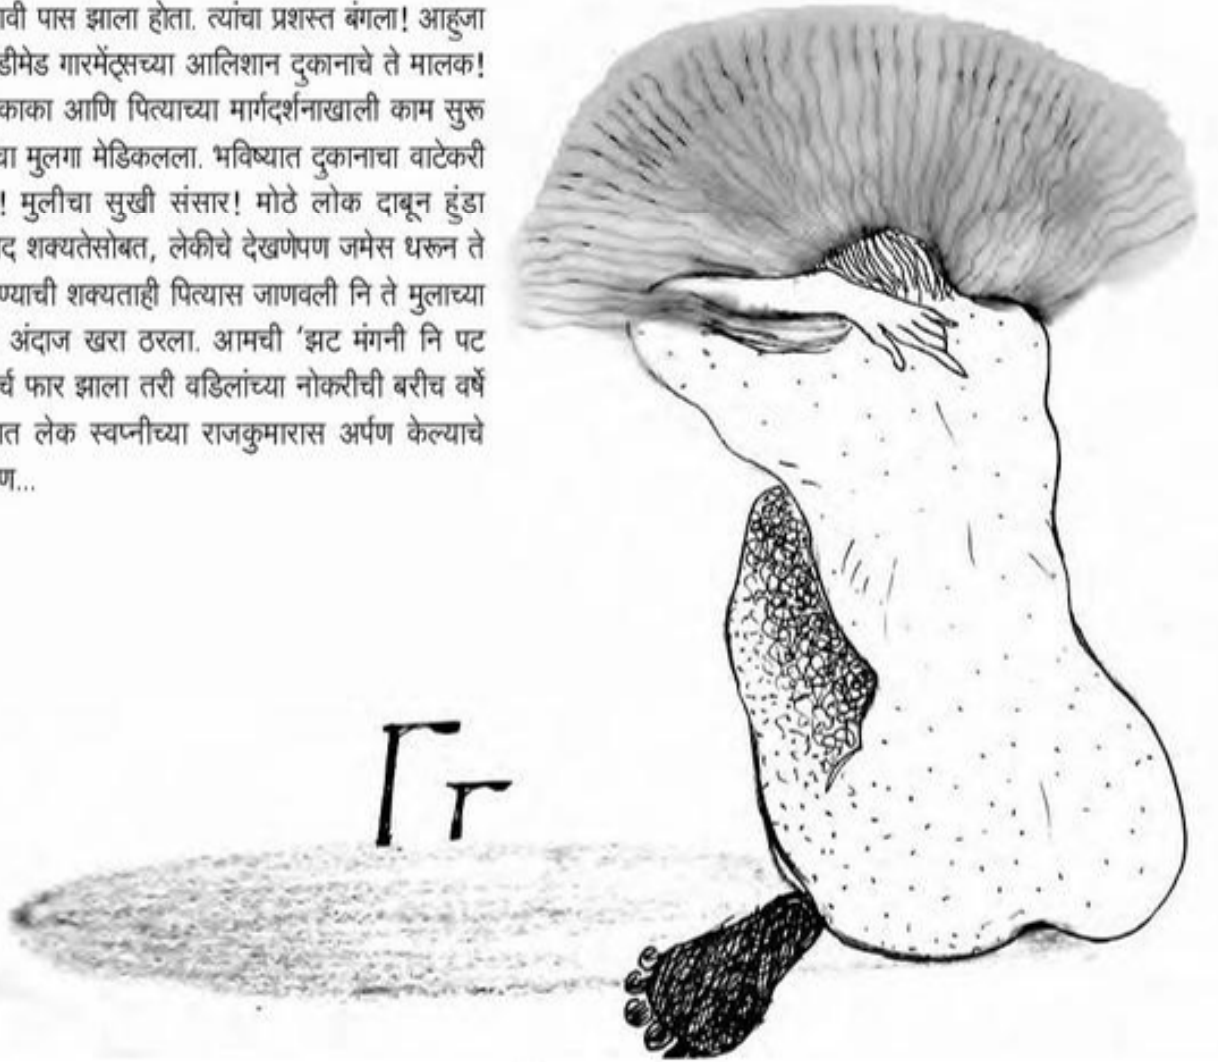 वी पास झाला होता. त्यांचा प्रशस्त बंगला! आहुजा
डीमेड गारमेंट्सच्या आलिशान दुकानाचे ते मालक!
काका आणि पित्याच्या मार्गदर्शनाखाली काम सुरू
चा मुलगा मेडिकलला. भविष्यात दुकानाचा वाटेकरी
! मुलीचा सुखी संसार! मोठे लोक दाबून हुंडा
द शक्यतेसोबत, लेकीचे देखणेपण जमेस धरून ते
ण्याची शक्यताही पित्यास जाणवली नि ते मुलाच्या
अंदाज खरा ठरला. आमची ‘झट मंगनी नि पट
र्च फार झाला तरी वडिलांच्या नोकरीची बरीच वर्षे
त लेक स्वप्नीच्या राजकुमारास अर्पण केल्याचे
ण...